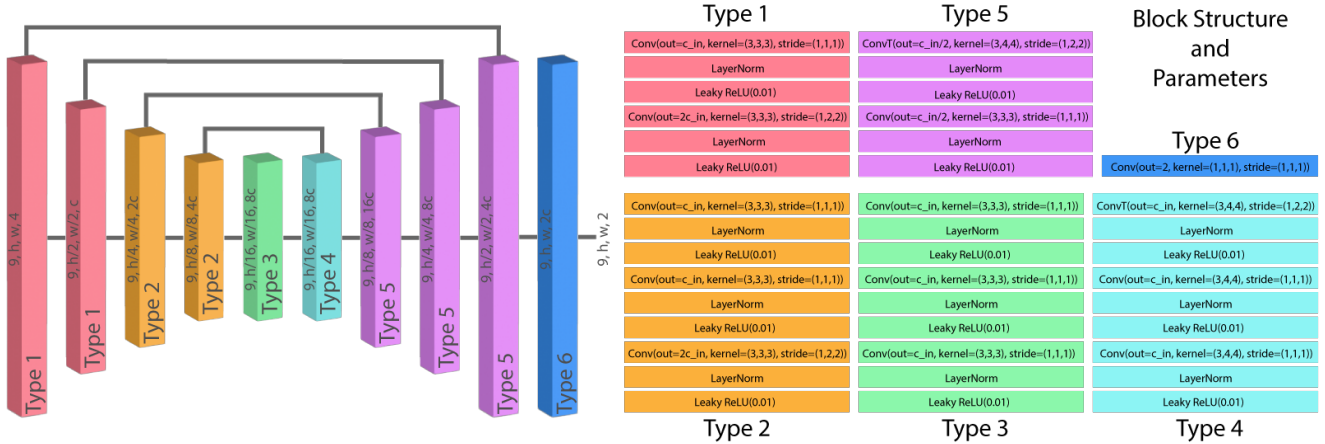 9, h, w, 4
Type 1
9, h/2, w/2, c
Type 1
9, h/4, w/4, 2c
Type 2
9, h/8, w/8, 4c
Type 2
9, h/16, w/16, 8c
Type 3
9, h/16, w/16, 8c
Type 4
9, h/8, w/8, 16c
Type 5
9, h/4, w/4, 8c
Type 5
9, h/2, w/2, 4c
Type 5
9, h, w, 2c
Type 6
9, h, w, 2
Type 1
Conv(out=c_in, kernel=(3,3,3), stride=(1,1,1))
LayerNorm
Leaky ReLU(0.01)
Conv(out=2c_in, kernel=(3,3,3), stride=(1,2,2))
LayerNorm
Leaky ReLU(0.01)
Type 5
ConvT(out=c_in/2, kernel=(3,4,4), stride=(1,2,2))
LayerNorm
Leaky ReLU(0.01)
Conv(out=c_in/2, kernel=(3,3,3), stride=(1,1,1))
LayerNorm
Leaky ReLU(0.01)
Block Structure
and
Parameters
Type 6
Conv(out=2, kernel=(1,1,1), stride=(1,1,1))
Conv(out=c_in, kernel=(3,3,3), stride=(1,1,1))
LayerNorm
Leaky ReLU(0.01)
Conv(out=c_in, kernel=(3,3,3), stride=(1,1,1))
LayerNorm
Leaky ReLU(0.01)
Conv(out=2c_in, kernel=(3,3,3), stride=(1,2,2))
LayerNorm
Leaky ReLU(0.01)
Type 2
Conv(out=c_in, kernel=(3,3,3), stride=(1,1,1))
LayerNorm
Leaky ReLU(0.01)
Conv(out=c_in, kernel=(3,3,3), stride=(1,1,1))
LayerNorm
Leaky ReLU(0.01)
Conv(out=c_in, kernel=(3,3,3), stride=(1,1,1))
LayerNorm
Leaky ReLU(0.01)
Type 3
ConvT(out=c_in, kernel=(3,4,4), stride=(1,2,2))
LayerNorm
Leaky ReLU(0.01)
Conv(out=c_in, kernel=(3,4,4), stride=(1,1,1))
LayerNorm
Leaky ReLU(0.01)
Conv(out=c_in, kernel=(3,4,4), stride=(1,1,1))
LayerNorm
Leaky ReLU(0.01)
Type 4